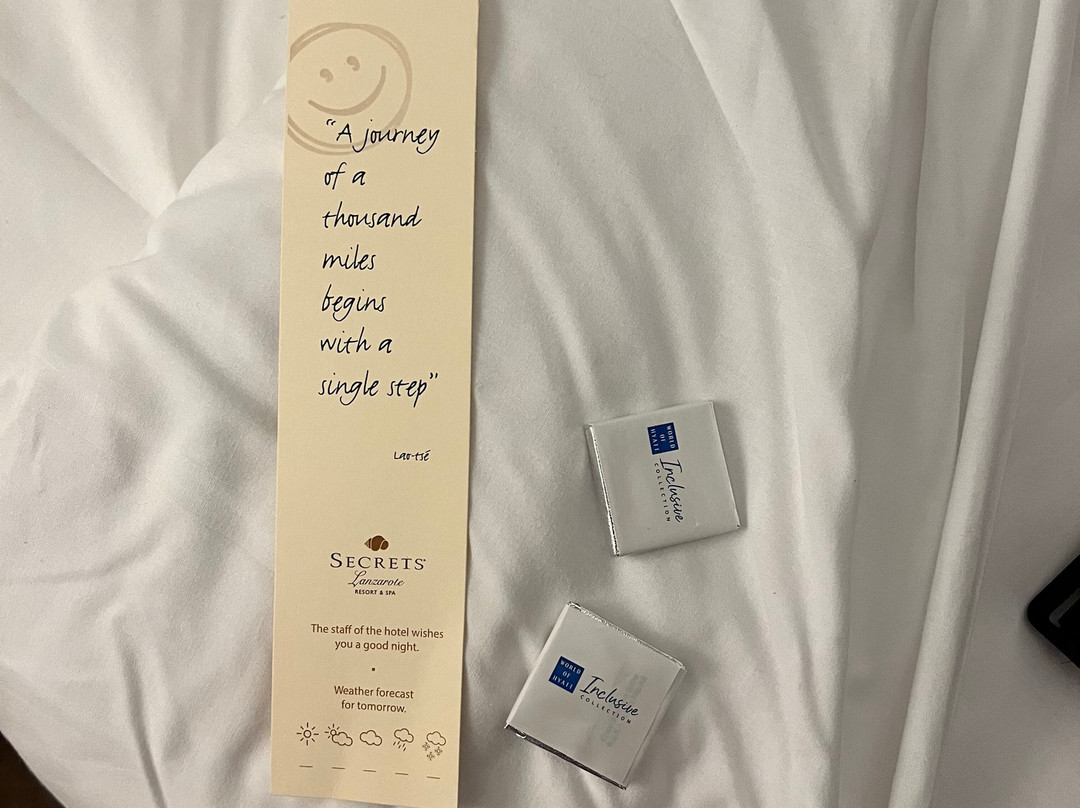 “A journey
of a
thousand
miles
begins
with a
single step”
Lao-tsé
SECRETS
Lanzarote
RESORT & SPA
The staff of the hotel wishes
you a good night.
Weather forecast
for tomorrow.
WORLD
OF
HYATT
Inclusive
COLLECTION
WORLD
OF
HYATT
Inclusive
COLLECTION